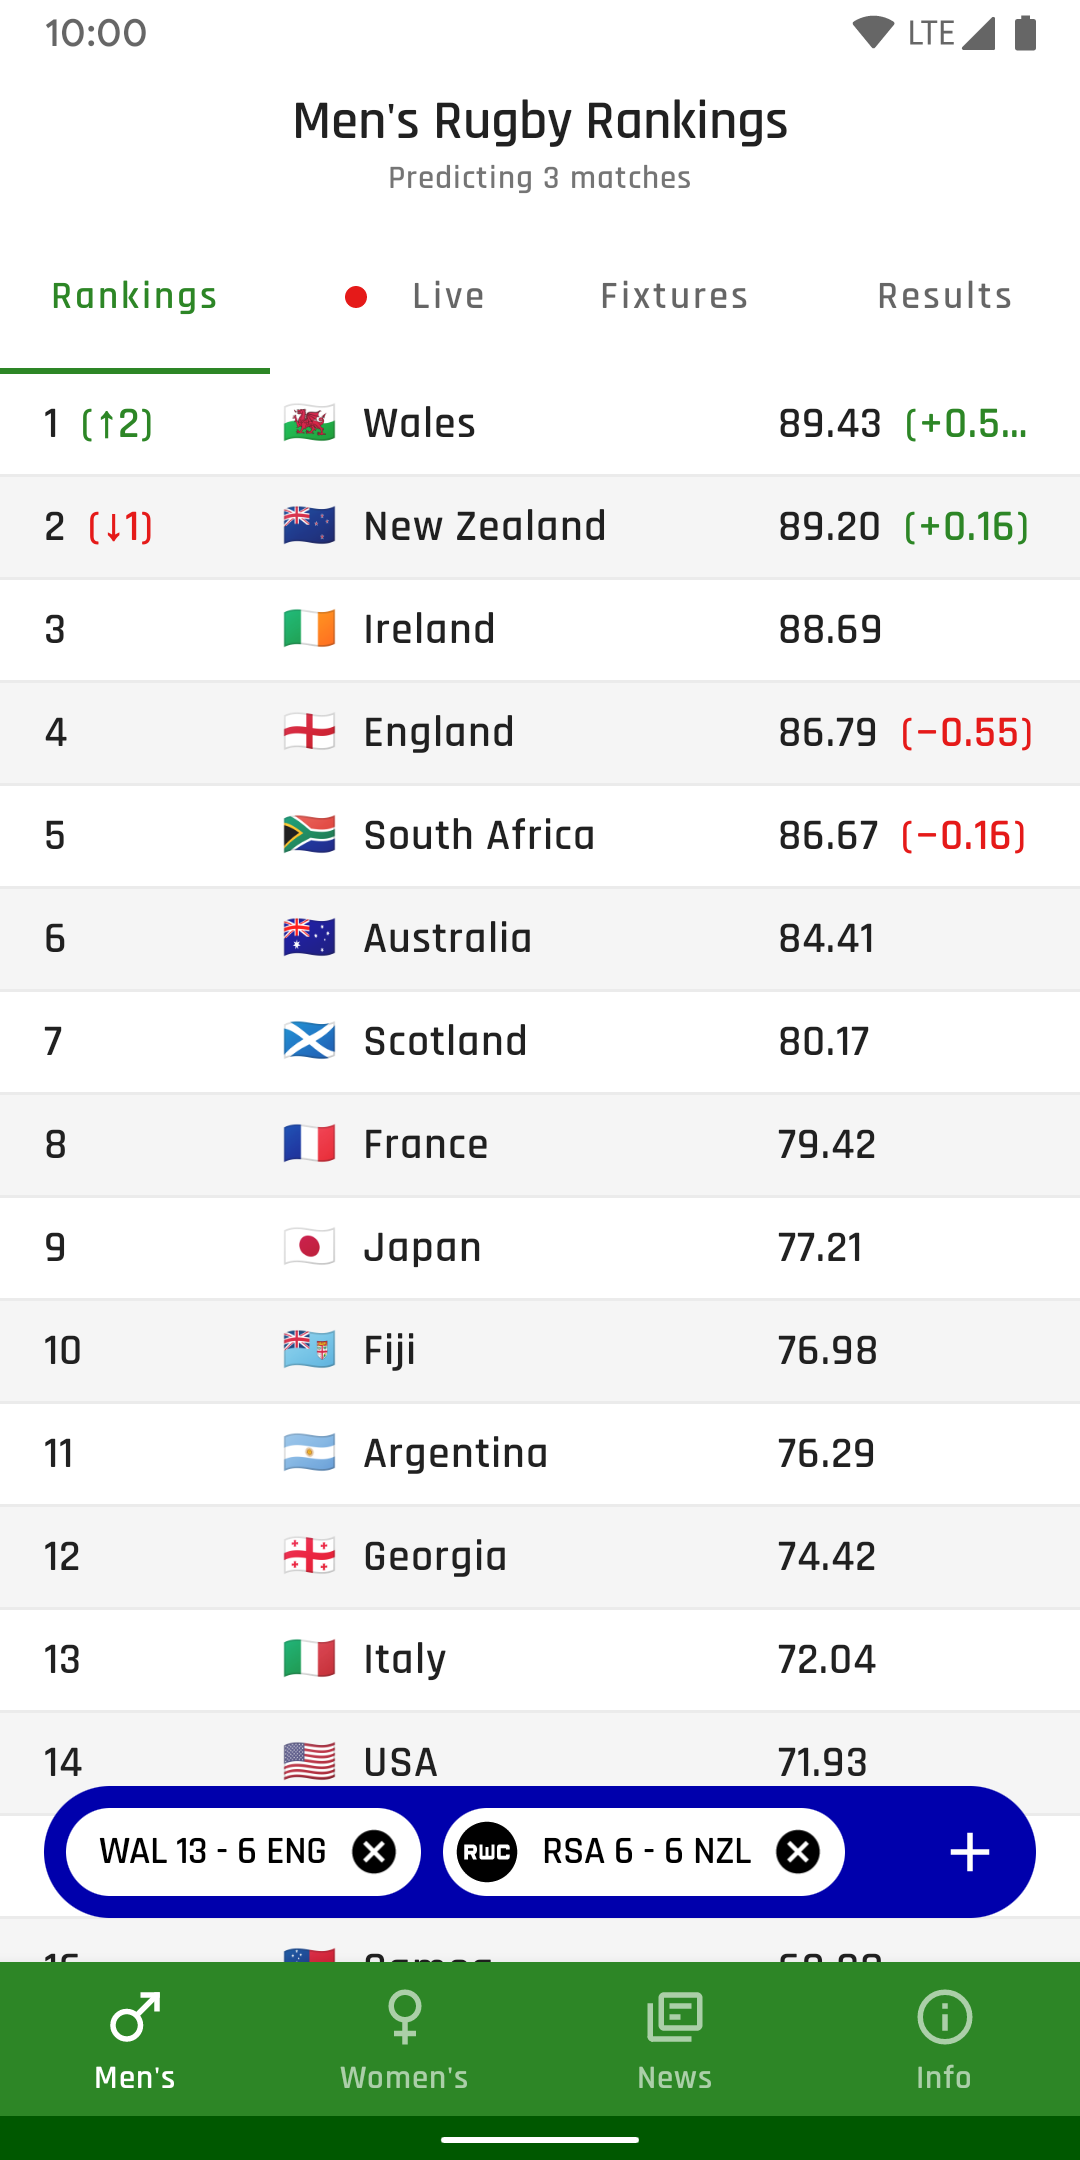 10:00 LTE
Men's Rugby Rankings
Predicting 3 matches
Rankings Live Fixtures Results
1 (↑2) Wales 89.43 (+0.5...
2 (↓1) New Zealand 89.20 (+0.16)
3 Ireland 88.69
4 England 86.79 (−0.55)
5 South Africa 86.67 (−0.16)
6 Australia 84.41
7 Scotland 80.17
8 France 79.42
9 Japan 77.21
10 Fiji 76.98
11 Argentina 76.29
12 Georgia 74.42
13 Italy 72.04
14 USA 71.93
WAL 13 - 6 ENG RWC RSA 6 - 6 NZL
Men's Women's News Info